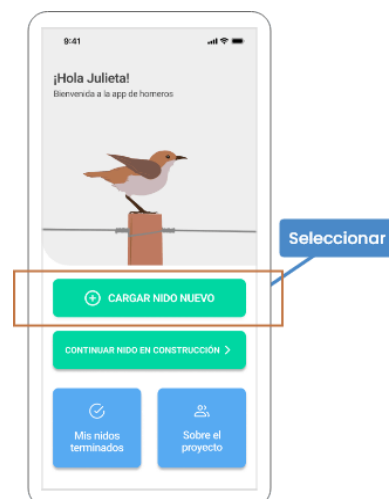 9:41
¡Hola Julieta!
Bienvenida a la app de horneros
Seleccionar
CARGAR NIDO NUEVO
CONTINUAR NIDO EN CONSTRUCCIÓN
Mis nidos
terminados
Sobre el
proyecto